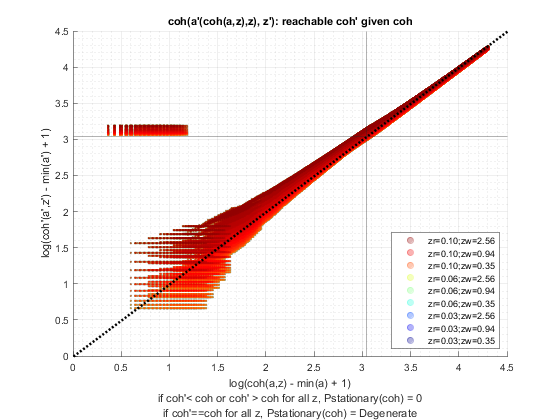 coh(a'(coh(a,z),z), z'): reachable coh' given coh
log(coh'(a',z') - min(a') + 1)
4.5
4
3.5
3
2.5
2
1.5
1
0.5
0
zr=0.10;zw=2.56
zr=0.10;zw=0.94
zr=0.10;zw=0.35
zr=0.06;zw=2.56
zr=0.06;zw=0.94
zr=0.06;zw=0.35
zr=0.03;zw=2.56
zr=0.03;zw=0.94
zr=0.03;zw=0.35
0 0.5 1 1.5 2 2.5 3 3.5 4 4.5
log(coh(a,z) - min(a) + 1)
if coh'< coh or coh' > coh for all z, Pstationary(coh) = 0
if coh'==coh for all z, Pstationary(coh) = Degenerate